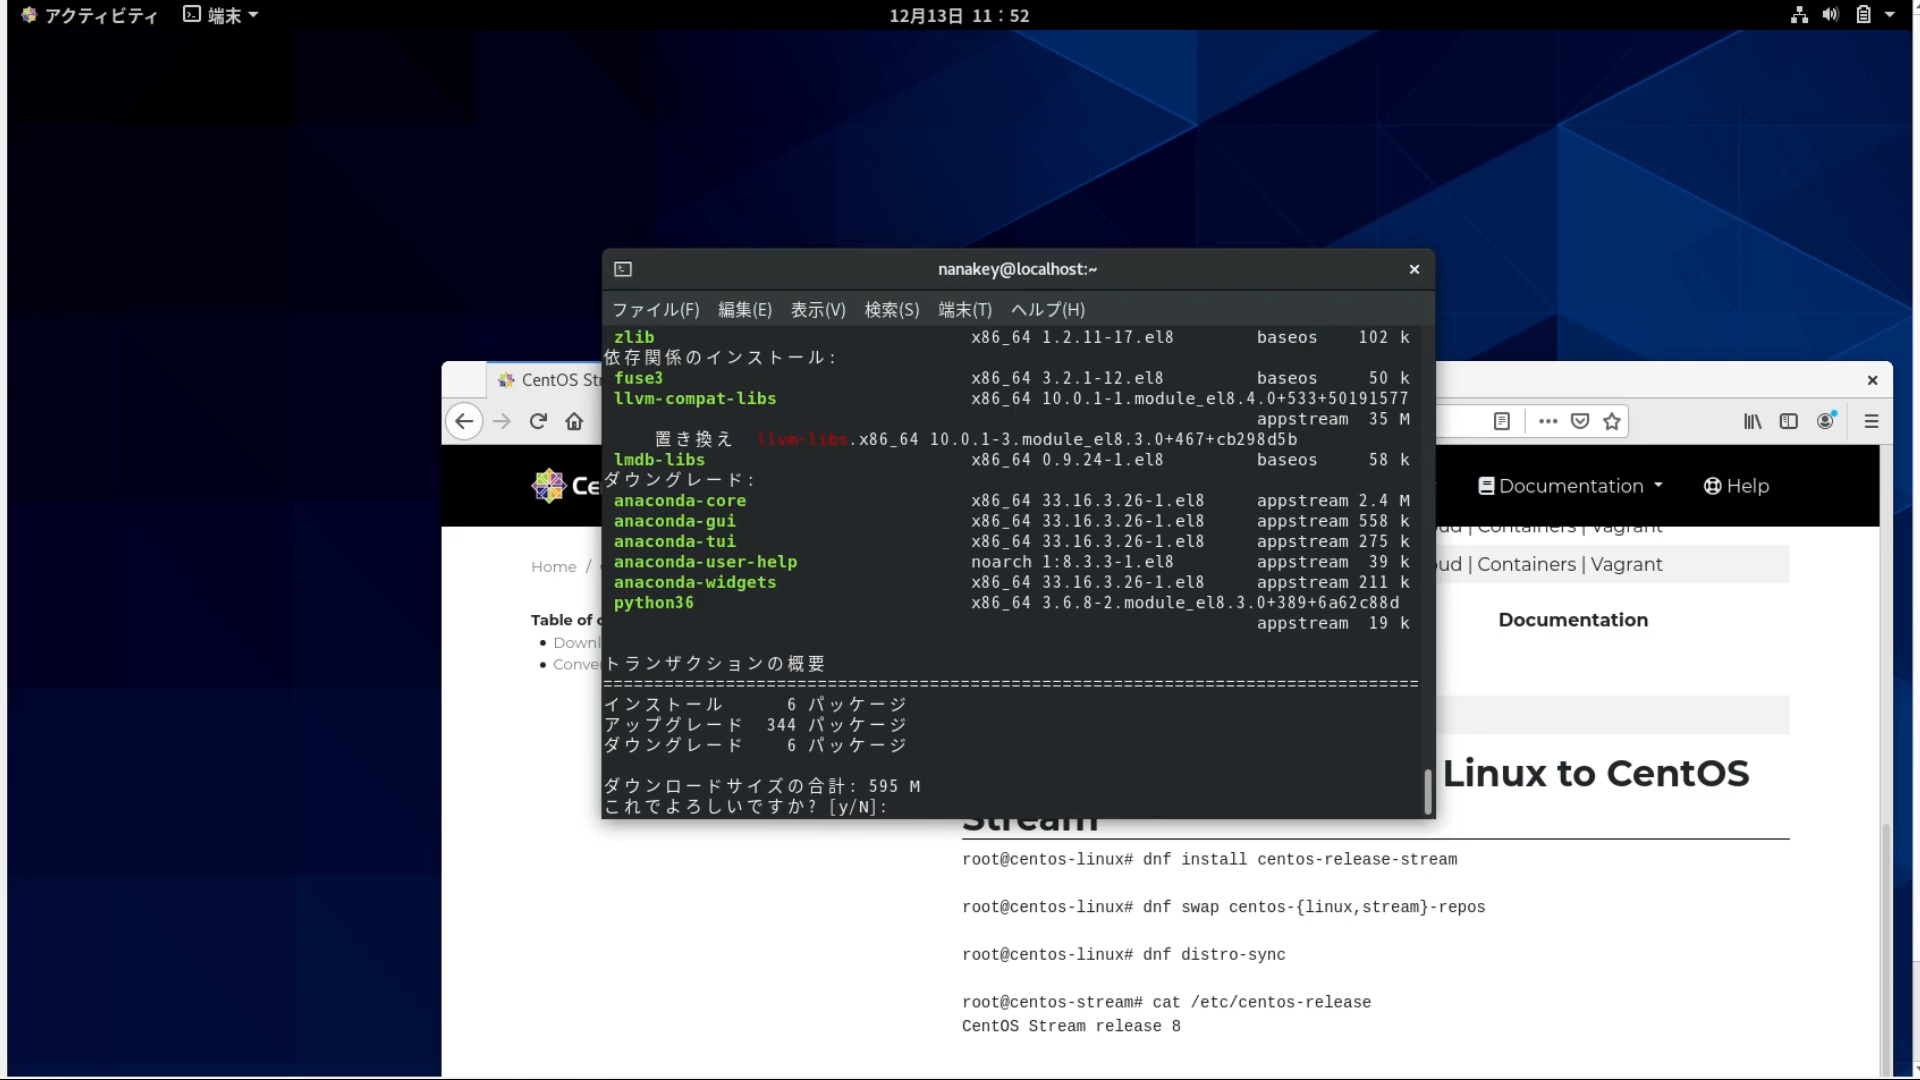 アクティビティ
端末
12月13日 11：52
nanakey@localhost:~
ファイル(F) 編集(E) 表示(V) 検索(S) 端末(T) ヘルプ(H)
zlib x86_64 1.2.11-17.el8 baseos 102 k
依存関係のインストール:
fuse3 x86_64 3.2.1-12.el8 baseos 50 k
llvm-compat-libs x86_64 10.0.1-1.module_el8.4.0+533+50191577
appstream 35 M
置き換え llvm-libs.x86_64 10.0.1-3.module_el8.3.0+467+cb298d5b
lmdb-libs x86_64 0.9.24-1.el8 baseos 58 k
ダウングレード:
anaconda-core x86_64 33.16.3.26-1.el8 appstream 2.4 M
anaconda-gui x86_64 33.16.3.26-1.el8 appstream 558 k
anaconda-tui x86_64 33.16.3.26-1.el8 appstream 275 k
anaconda-user-help noarch 1:8.3.3-1.el8 appstream 39 k
anaconda-widgets x86_64 33.16.3.26-1.el8 appstream 211 k
python36 x86_64 3.6.8-2.module_el8.3.0+389+6a62c88d
appstream 19 k
トランザクションの概要
================================================================================
インストール 6 パッケージ
アップグレード 344 パッケージ
ダウングレード 6 パッケージ
ダウンロードサイズの合計: 595 M
これでよろしいですか? [y/N]:
CentOS St
Ce
Documentation
Help
Home /
| Containers | Vagrant
| Containers | Vagrant
Table of
Downl
Conve
Documentation
Linux to CentOS
Stream
root@centos-linux# dnf install centos-release-stream
root@centos-linux# dnf swap centos-{linux,stream}-repos
root@centos-linux# dnf distro-sync
root@centos-stream# cat /etc/centos-release
CentOS Stream release 8